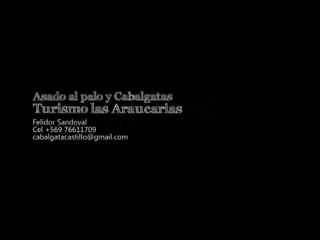 Asado al palo y Cabalgatas
Turismo las Araucarias
Felidor Sandoval
Cel +569 76611709
cabalgatacastillo@gmail.com